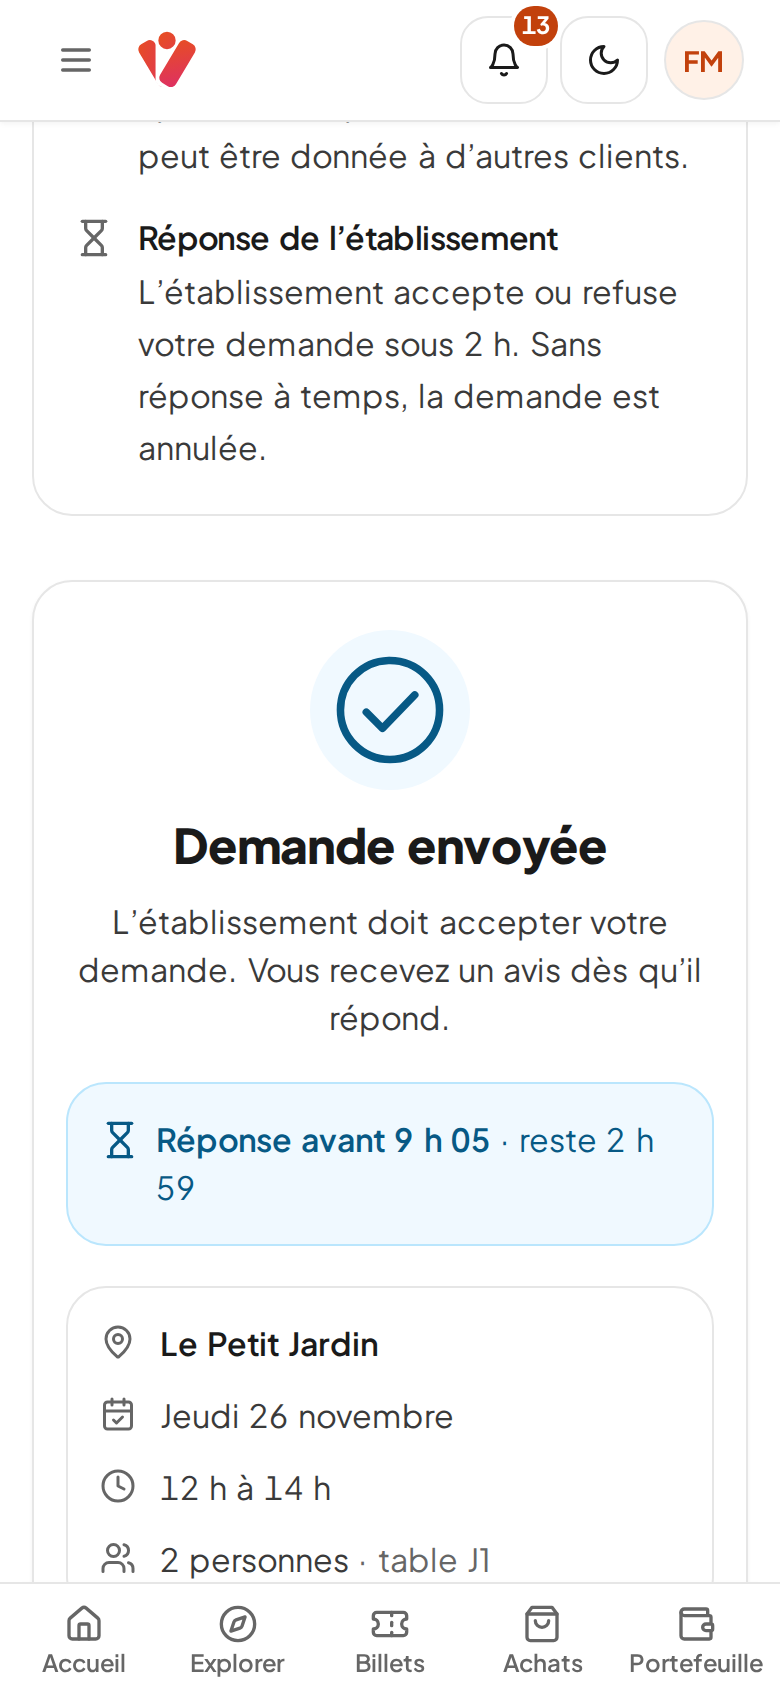 13
FM
peut être donnée à d’autres clients.
Réponse de l’établissement
L’établissement accepte ou refuse
votre demande sous 2 h. Sans
réponse à temps, la demande est
annulée.
Demande envoyée
L’établissement doit accepter votre
demande. Vous recevez un avis dès qu’il
répond.
Réponse avant 9 h 05 · reste 2 h
59
Le Petit Jardin
Jeudi 26 novembre
12 h à 14 h
2 personnes · table J1
Accueil
Explorer
Billets
Achats
Portefeuille